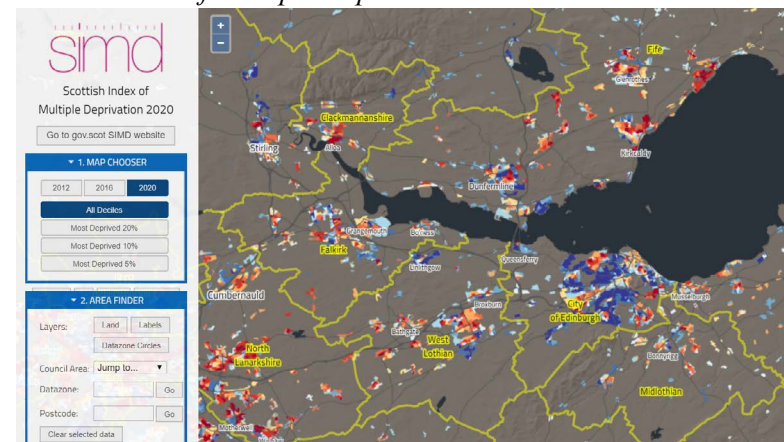 simd
Scottish Index of
Multiple Deprivation 2020
Go to gov.scot SIMD website
1. MAP CHOOSER
2012 2016 2020
All Deciles
Most Deprived 20%
Most Deprived 10%
Most Deprived 5%
2. AREA FINDER
Layers: Land Labels
Datazone Circles
Council Area: Jump to...
Datazone: Go
Postcode: Go
Clear selected data
+
−
Fife
Glenrothes
Clackmannanshire
Stirling
Alloa
Kirkcaldy
Dunfermline
Grangemouth
Bo'ness
Falkirk
Queensferry
Linlithgow
Cumbernauld
Musselburgh
City
of Edinburgh
Broxburn
Bathgate
West
Lothian
North
Lanarkshire
Bonnyrigg
Midlothian
Motherwell